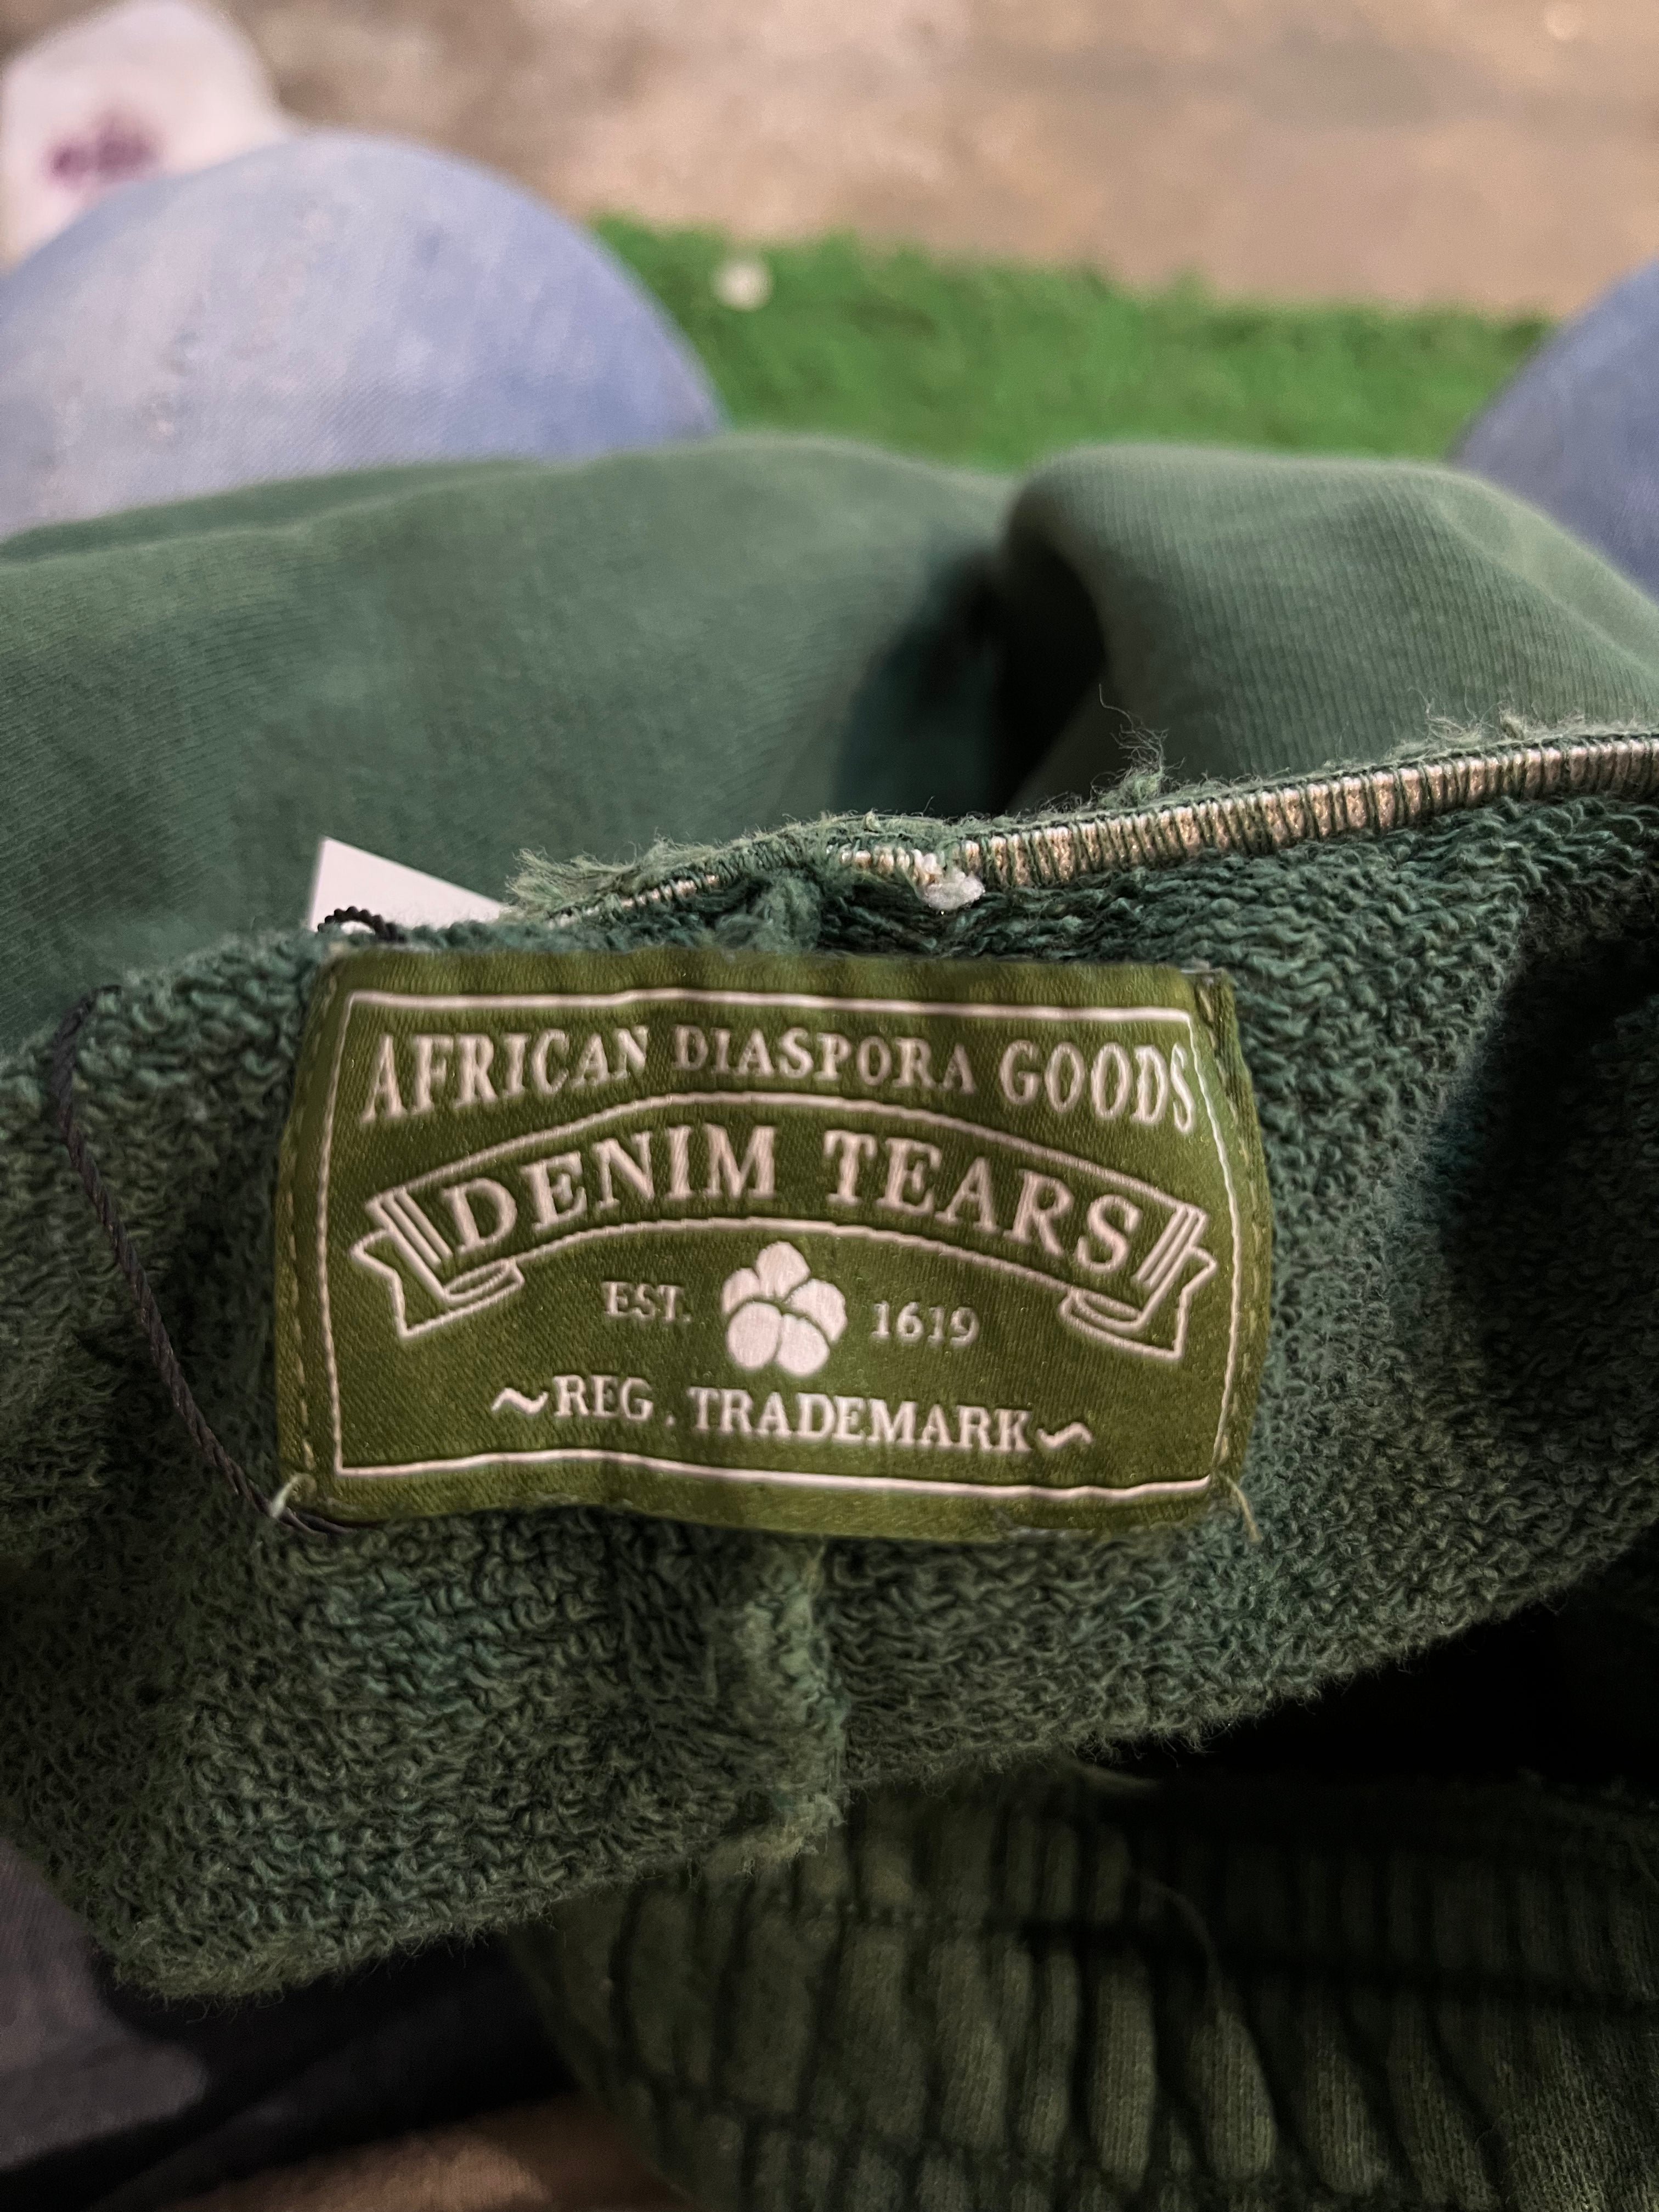 AFRICAN DIASPORA GOODS
DENIM TEARS
EST. 1619
~REG. TRADEMARK~